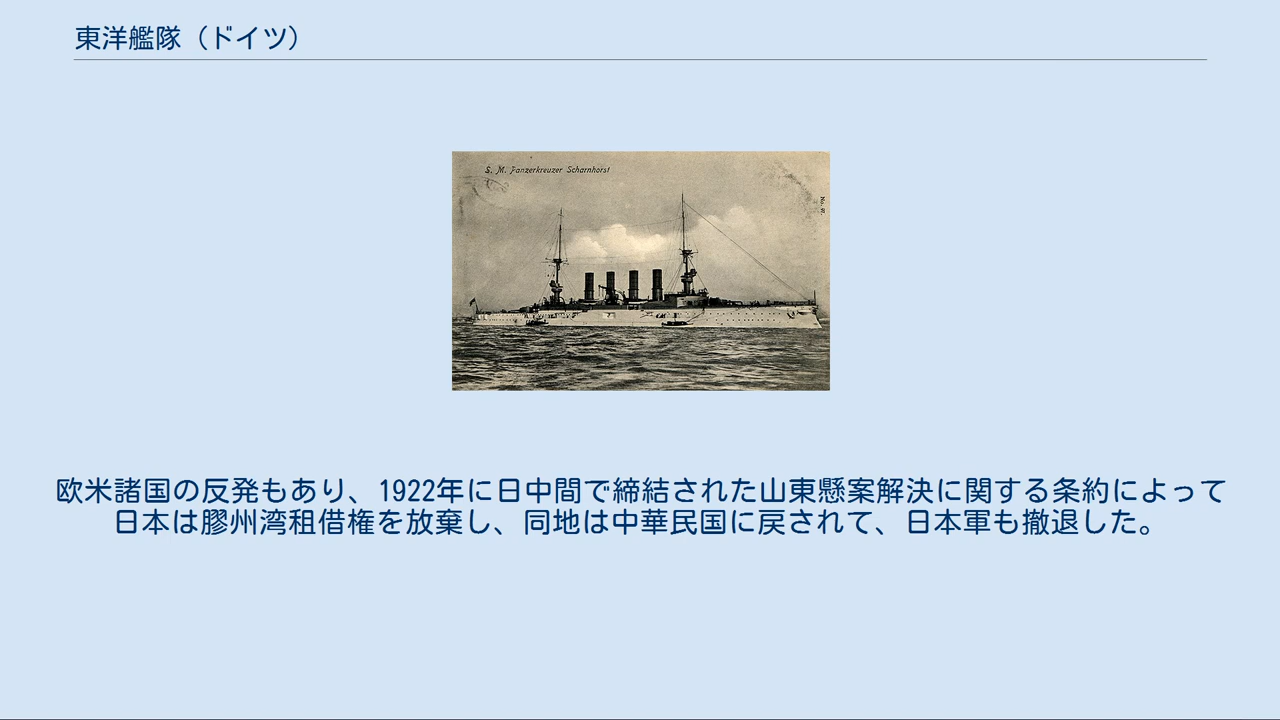 東洋艦隊（ドイツ）
S. M. Panzerkreuzer Scharnhorst
欧米諸国の反発もあり、1922年に日中間で締結された山東懸案解決に関する条約によって
日本は膠州湾租借権を放棄し、同地は中華民国に戻されて、日本軍も撤退した。